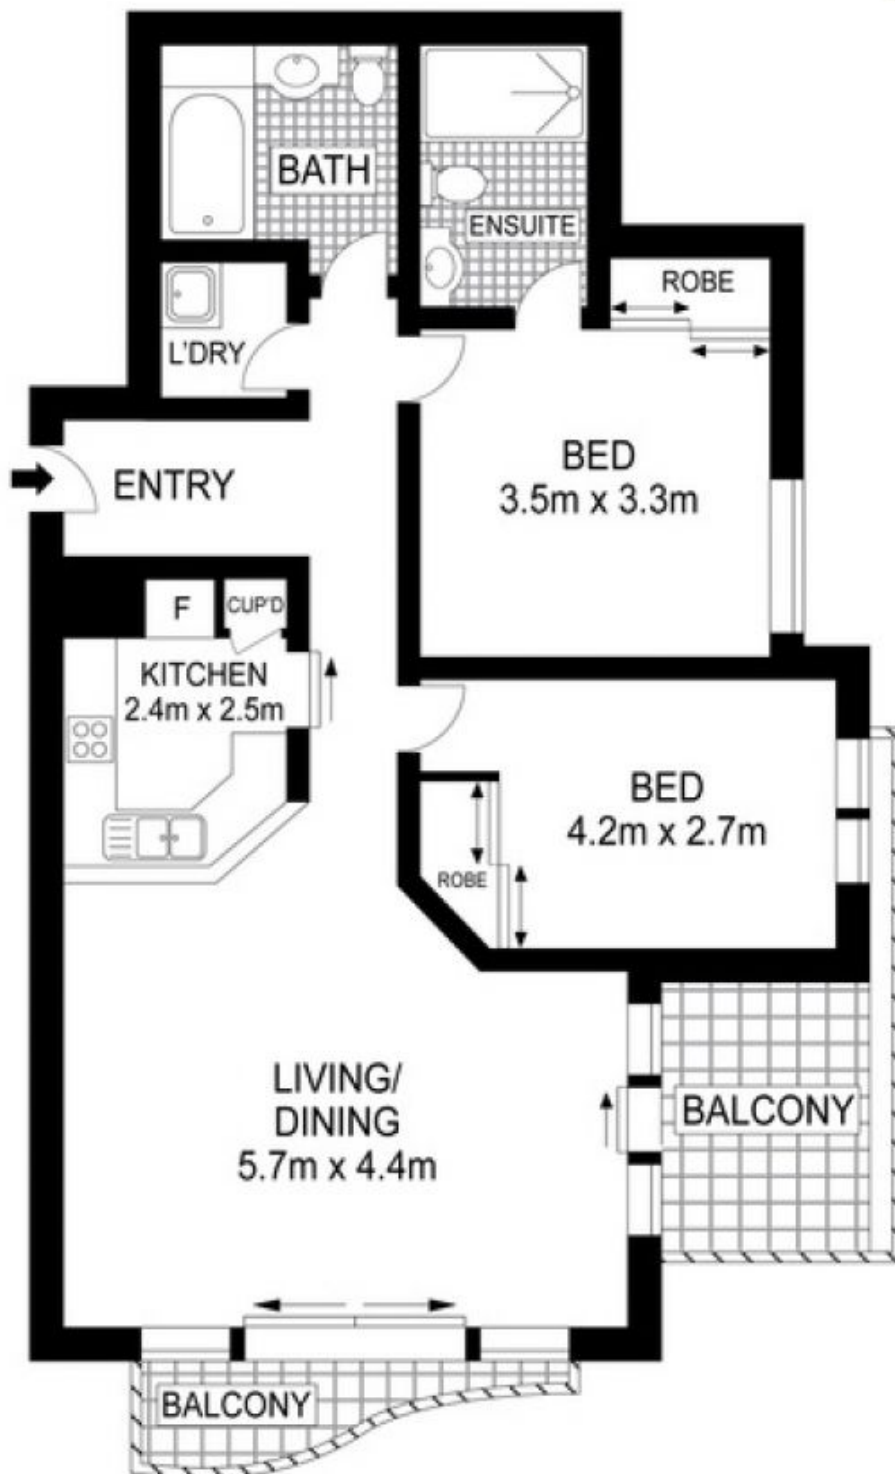 BATH
ENSUITE
ROBE
L'DRY
BED
3.5m x 3.3m
ENTRY
F
CUP'D
KITCHEN
2.4m x 2.5m
BED
4.2m x 2.7m
ROBE
LIVING/
DINING
5.7m x 4.4m
BALCONY
BALCONY